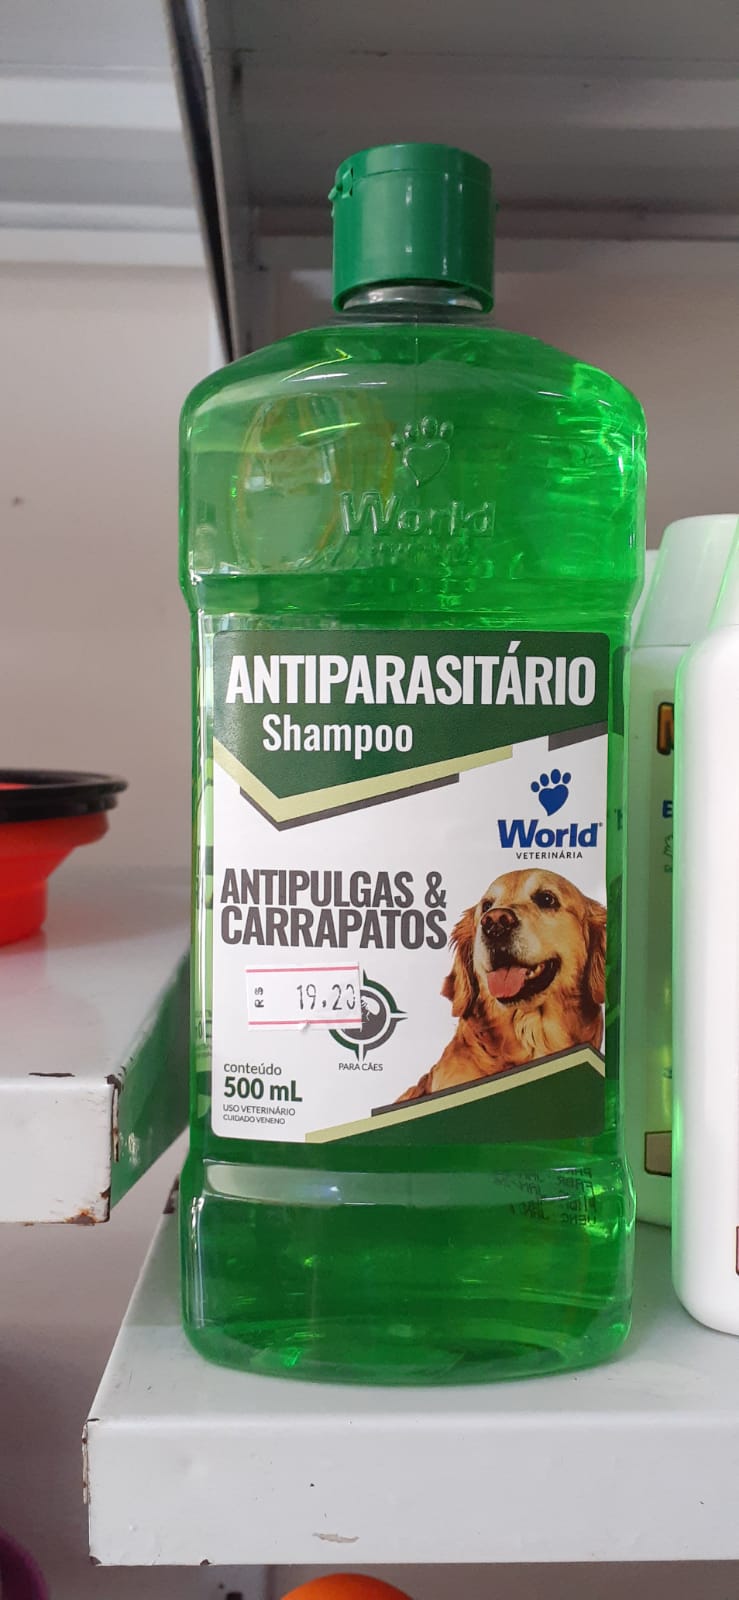 World
ANTIPARASITÁRIO
Shampoo
World
VETERINÁRIA
ANTIPULGAS &
CARRAPATOS
R$ 19,20
PARA CÃES
conteúdo
500 mL
USO VETERINÁRIO
CUIDADO VENENO